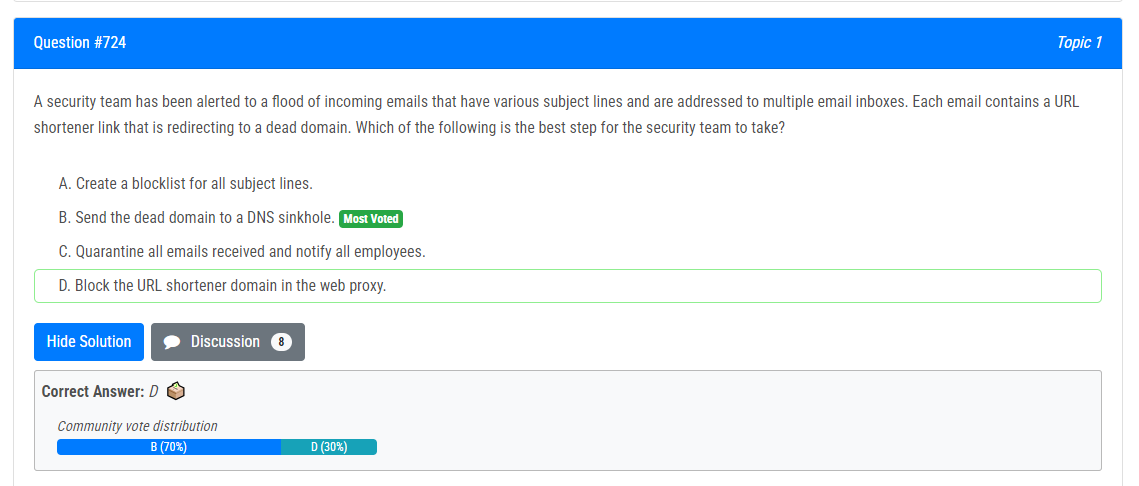 Question #724
Topic 1
A security team has been alerted to a flood of incoming emails that have various subject lines and are addressed to multiple email inboxes. Each email contains a URL
shortener link that is redirecting to a dead domain. Which of the following is the best step for the security team to take?
A. Create a blocklist for all subject lines.
B. Send the dead domain to a DNS sinkhole. Most Voted
C. Quarantine all emails received and notify all employees.
D. Block the URL shortener domain in the web proxy.
Hide Solution
Discussion 8
Correct Answer: D
Community vote distribution
B (70%)
D (30%)